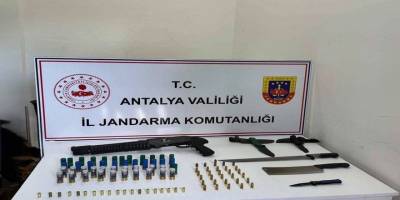 T.C.
ANTALYA VALİLİĞİ
İL JANDARMA KOMUTANLIĞI